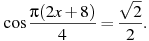 cos π(2x+8)/4 = √2/2.